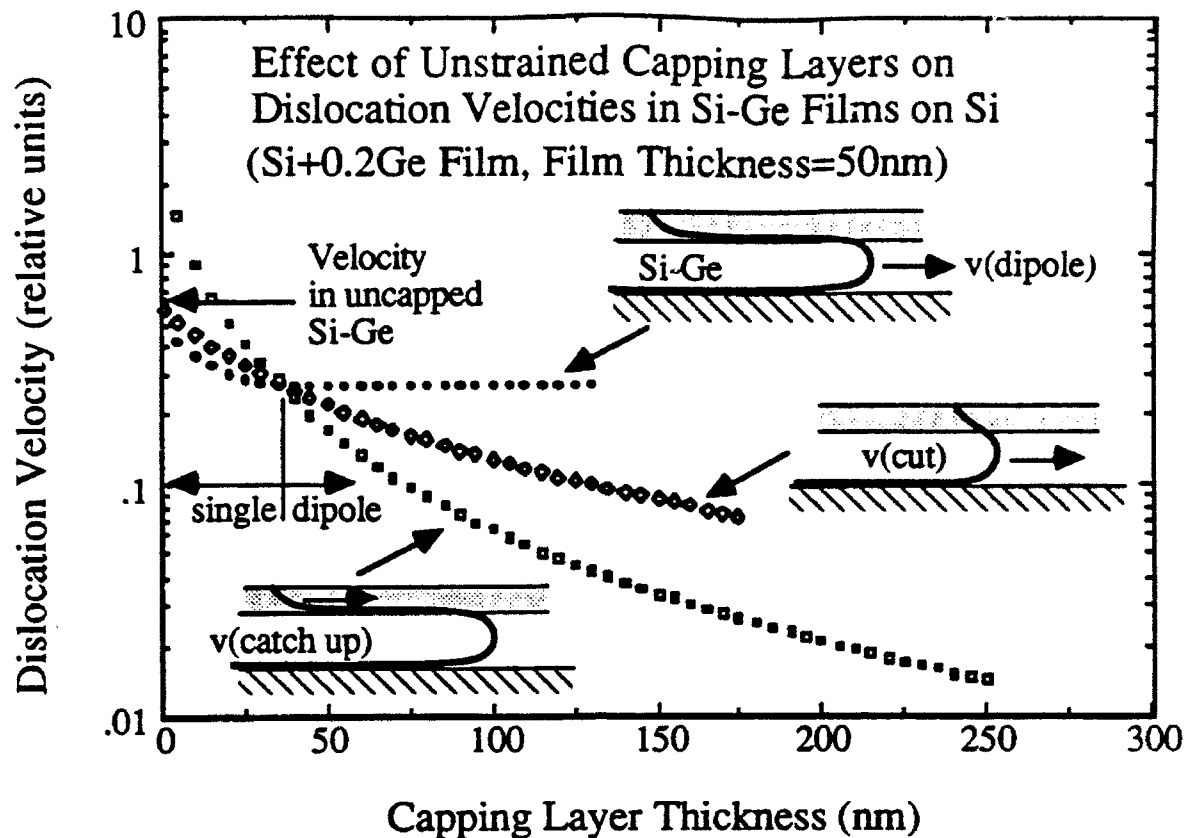 Effect of Unstrained Capping Layers on
Dislocation Velocities in Si-Ge Films on Si
(Si+0.2Ge Film, Film Thickness=50nm)
Dislocation Velocity (relative units)
10
1
.1
.01
Velocity
in uncapped
Si-Ge
Si-Ge
v(dipole)
v(cut)
single
dipole
v(catch up)
0
50
100
150
200
250
300
Capping Layer Thickness (nm)